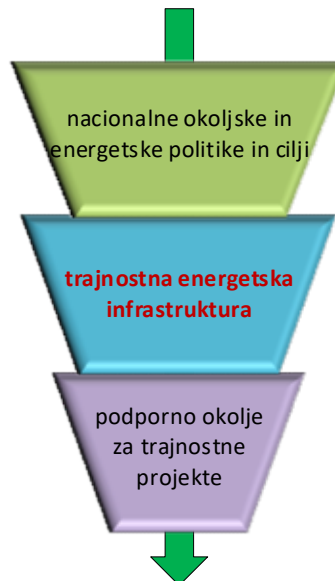 nacionalne okoljske in
energetske politike in cilji
trajnostna energetska
infrastruktura
podporno okolje
za trajnostne
projekte